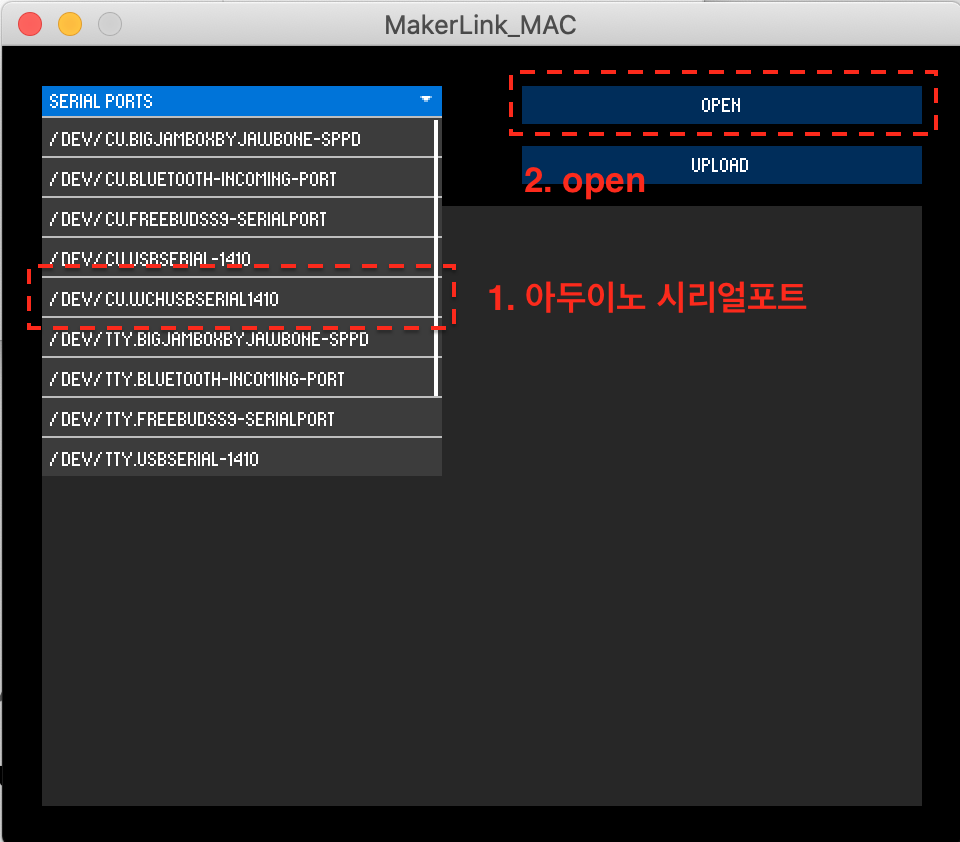 MakerLink_MAC
SERIAL PORTS
OPEN
/DEV/CU.BIGJAMBOXBYJAWBONE-SPPD
UPLOAD
2. open
/DEV/CU.BLUETOOTH-INCOMING-PORT
/DEV/CU.FREEBUDSS9-SERIALPORT
/DEV/CU.USBSERIAL-1410
/DEV/CU.WCHUSBSERIAL1410
1. 아두이노 시리얼포트
/DEV/TTY.BIGJAMBOXBYJAWBONE-SPPD
/DEV/TTY.BLUETOOTH-INCOMING-PORT
/DEV/TTY.FREEBUDSS9-SERIALPORT
/DEV/TTY.USBSERIAL-1410